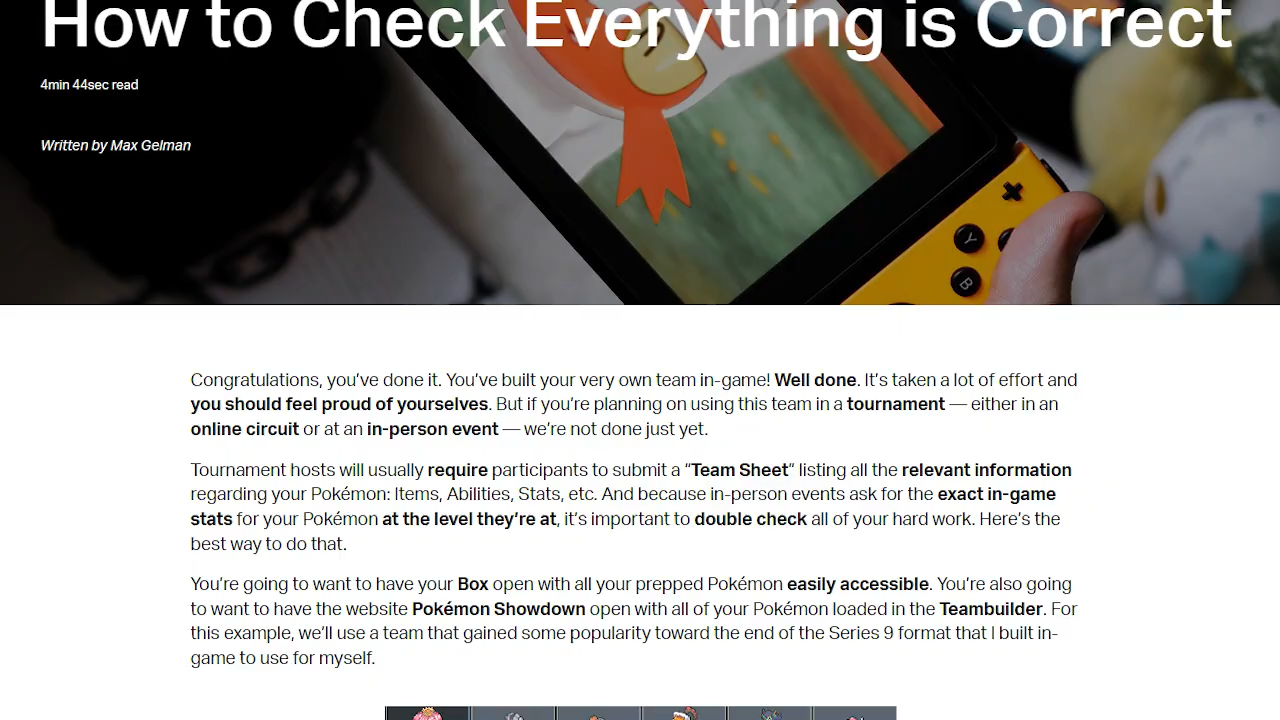 How to Check Everything is Correct
4min 44sec read
Written by Max Gelman
Y
B
Congratulations, you’ve done it. You’ve built your very own team in-game! Well done. It’s taken a lot of effort and
you should feel proud of yourselves. But if you’re planning on using this team in a tournament — either in an
online circuit or at an in-person event — we’re not done just yet.
Tournament hosts will usually require participants to submit a “Team Sheet” listing all the relevant information
regarding your Pokémon: Items, Abilities, Stats, etc. And because in-person events ask for the exact in-game
stats for your Pokémon at the level they’re at, it’s important to double check all of your hard work. Here’s the
best way to do that.
You’re going to want to have your Box open with all your prepped Pokémon easily accessible. You’re also going
to want to have the website Pokémon Showdown open with all of your Pokémon loaded in the Teambuilder. For
this example, we’ll use a team that gained some popularity toward the end of the Series 9 format that I built in-
game to use for myself.